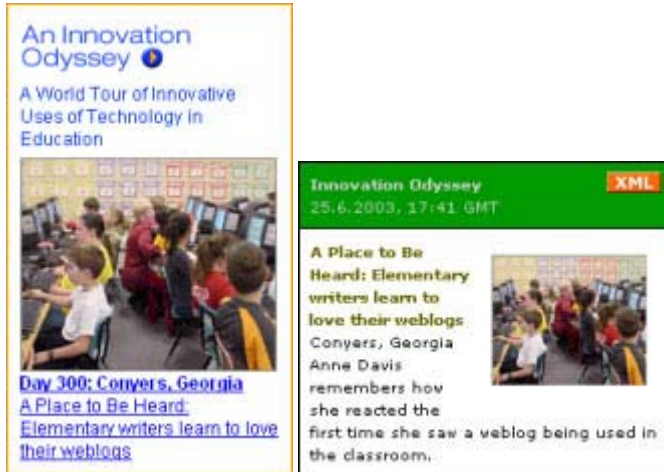 An Innovation
Odyssey
A World Tour of Innovative
Uses of Technology in
Education
Day 300: Conyers, Georgia
A Place to Be Heard:
Elementary writers learn to love
their weblogs
Innovation Odyssey
XML
25.6.2003, 17:41 GMT
A Place to Be
Heard: Elementary
writers learn to
love their weblogs
Conyers, Georgia
Anne Davis
remembers how
she reacted the
first time she saw a weblog being used in
the classroom.